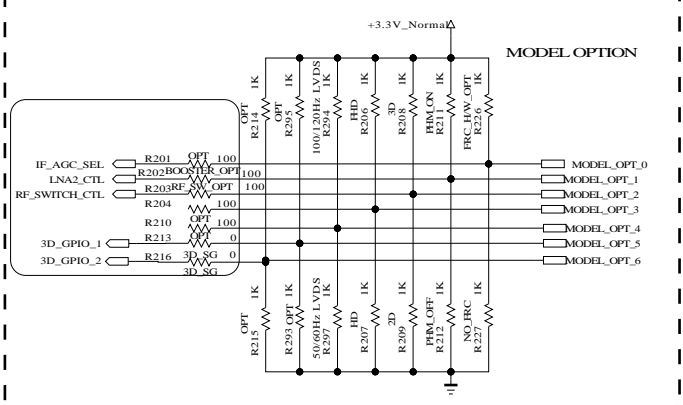 +3.3V_Normal
MODEL OPTION
OPT 1K R214
OPT 1K R295
100/120Hz LVDS 1K R294
FHD 1K R206
3D 1K R208
PHM_ON 1K R211
FRC_H/W_OPT 1K R226
IF_AGC_SEL R201 OPT 100 MODEL_OPT_0
LNA2_CTL R202 BOOSTER_OPT 100 MODEL_OPT_1
RF_SWITCH_CTL R203 RF_SW_OPT 100 MODEL_OPT_2
R204 100 MODEL_OPT_3
R210 OPT 100 MODEL_OPT_4
3D_GPIO_1 R213 OPT 0 MODEL_OPT_5
3D_GPIO_2 R216 3D_SG 0 MODEL_OPT_6
3D_SG
OPT 1K R215
OPT 1K R293
50/60Hz LVDS 1K R297
HD 1K R207
2D 1K R209
PHM_OFF 1K R212
NO_FRC 1K R227